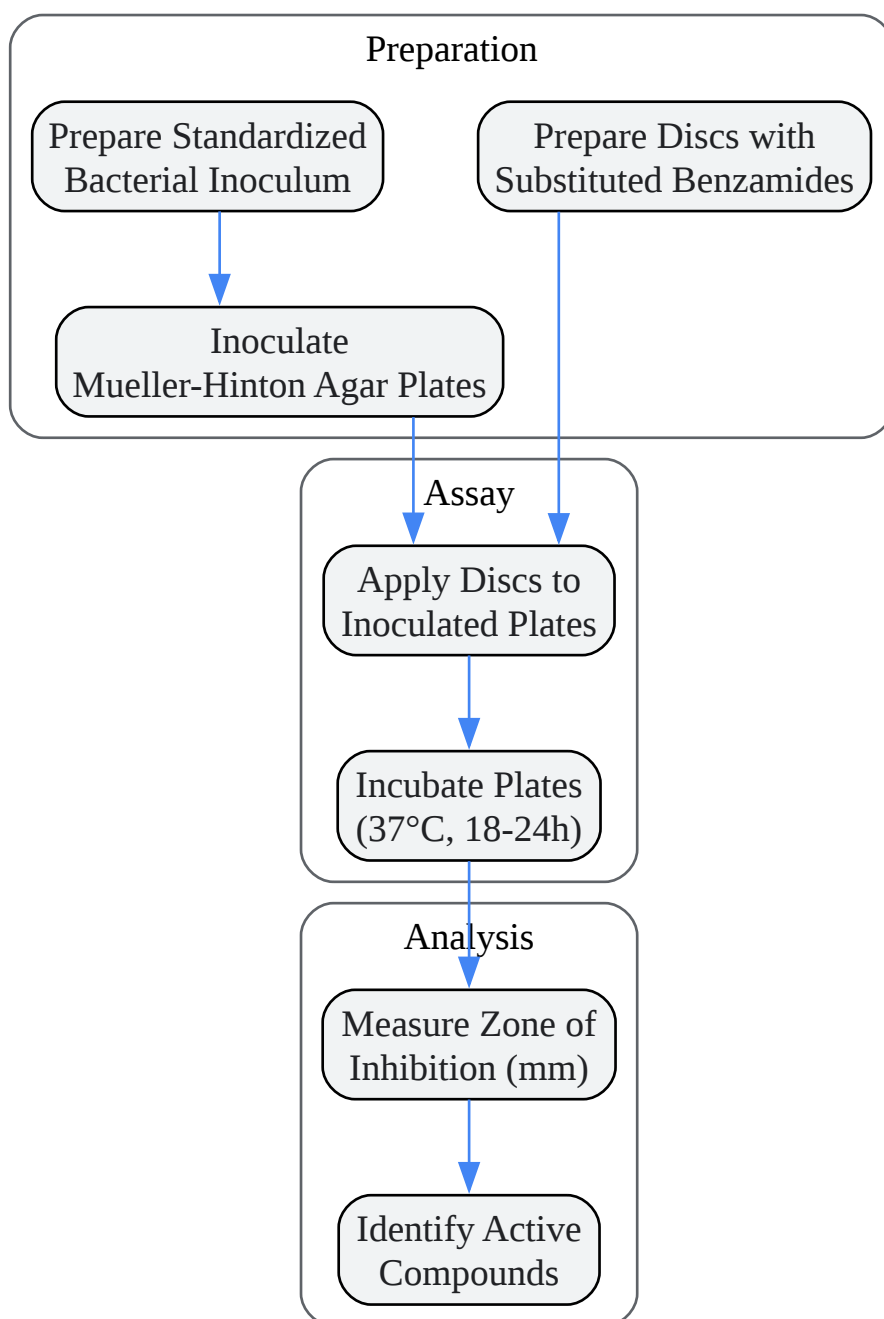 Preparation
Prepare Standardized
Bacterial Inoculum
Prepare Discs with
Substituted Benzamides
Inoculate
Mueller-Hinton Agar Plates
Assay
Apply Discs to
Inoculated Plates
Incubate Plates
(37°C, 18-24h)
Analysis
Measure Zone of
Inhibition (mm)
Identify Active
Compounds